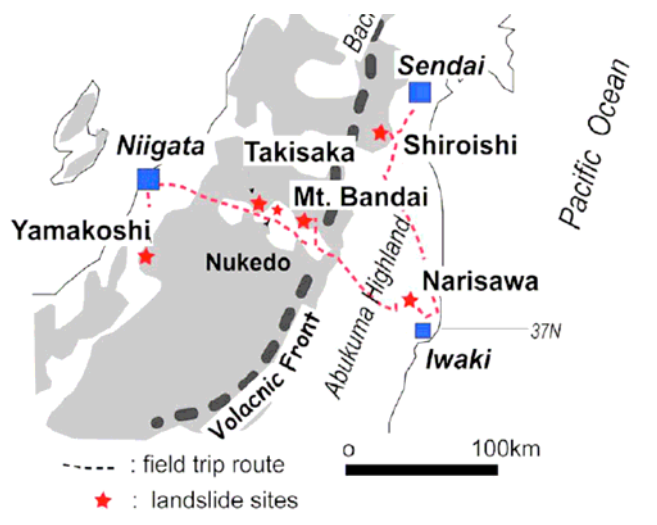 Back
Sendai
Pacific Ocean
Niigata
Takisaka
Shiroishi
Mt. Bandai
Yamakoshi
Nukedo
Abukuma Highland
Narisawa
37N
Iwaki
Volacnic Front
o 100km
: field trip route
: landslide sites